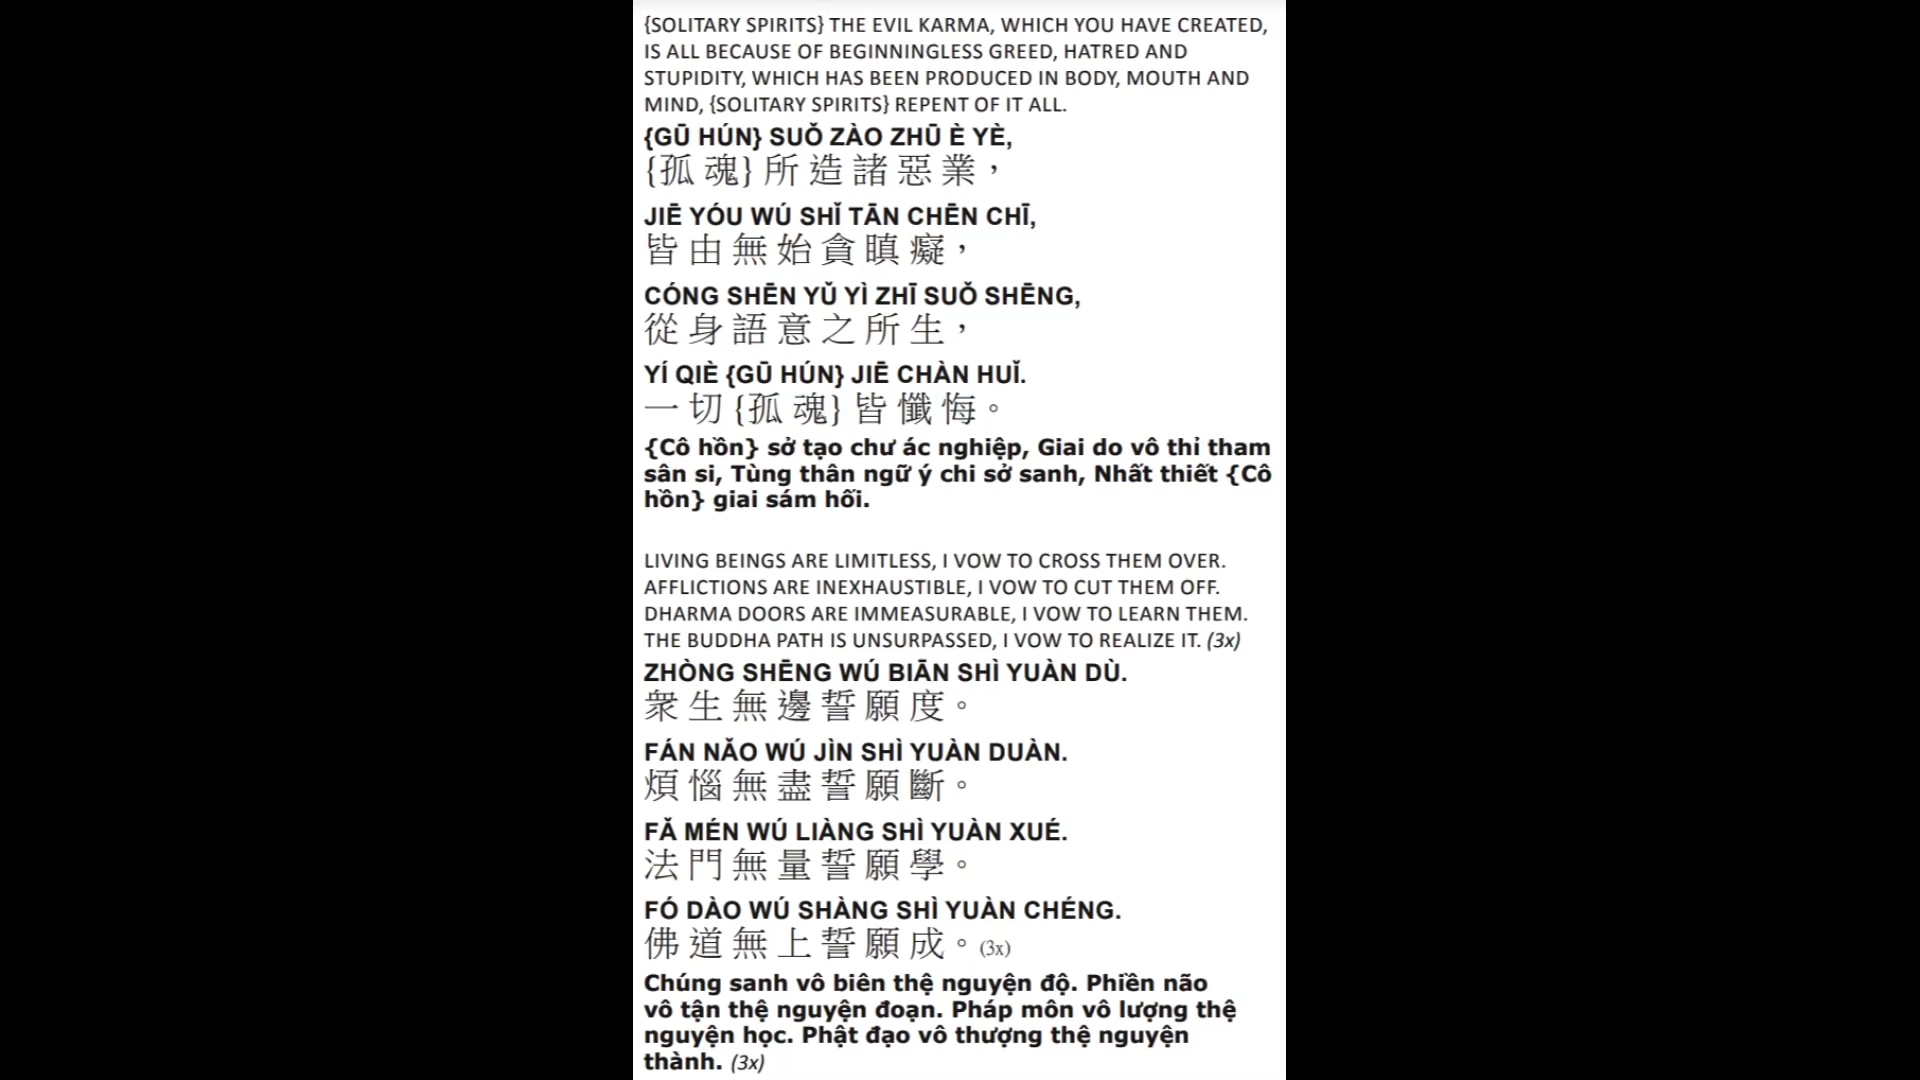 {SOLITARY SPIRITS} THE EVIL KARMA, WHICH YOU HAVE CREATED,
IS ALL BECAUSE OF BEGINNINGLESS GREED, HATRED AND
STUPIDITY, WHICH HAS BEEN PRODUCED IN BODY, MOUTH AND
MIND, {SOLITARY SPIRITS} REPENT OF IT ALL.
{GŪ HÚN} SUǑ ZÀO ZHŪ È YÈ,
{孤 魂} 所 造 諸 惡 業，
JIĒ YÓU WÚ SHǏ TĀN CHĒN CHĪ,
皆 由 無 始 貪 瞋 癡，
CÓNG SHĒN YǓ YÌ ZHĪ SUǑ SHĒNG,
從 身 語 意 之 所 生，
YÍ QIÈ {GŪ HÚN} JIĒ CHÀN HUǏ.
一 切 {孤 魂} 皆 懺 悔。
{Cô hồn} sở tạo chư ác nghiệp, Giai do vô thỉ tham
sân si, Tùng thân ngữ ý chi sở sanh, Nhất thiết {Cô
hồn} giai sám hối.
LIVING BEINGS ARE LIMITLESS, I VOW TO CROSS THEM OVER.
AFFLICTIONS ARE INEXHAUSTIBLE, I VOW TO CUT THEM OFF.
DHARMA DOORS ARE IMMEASURABLE, I VOW TO LEARN THEM.
THE BUDDHA PATH IS UNSURPASSED, I VOW TO REALIZE IT. (3x)
ZHÒNG SHĒNG WÚ BIĀN SHÌ YUÀN DÙ.
衆 生 無 邊 誓 願 度。
FÁN NǍO WÚ JÌN SHÌ YUÀN DUÀN.
煩 惱 無 盡 誓 願 斷。
FǍ MÉN WÚ LIÀNG SHÌ YUÀN XUÉ.
法 門 無 量 誓 願 學。
FÓ DÀO WÚ SHÀNG SHÌ YUÀN CHÉNG.
佛 道 無 上 誓 願 成。(3x)
Chúng sanh vô biên thệ nguyện độ. Phiền não
vô tận thệ nguyện đoạn. Pháp môn vô lượng thệ
nguyện học. Phật đạo vô thượng thệ nguyện
thành. (3x)